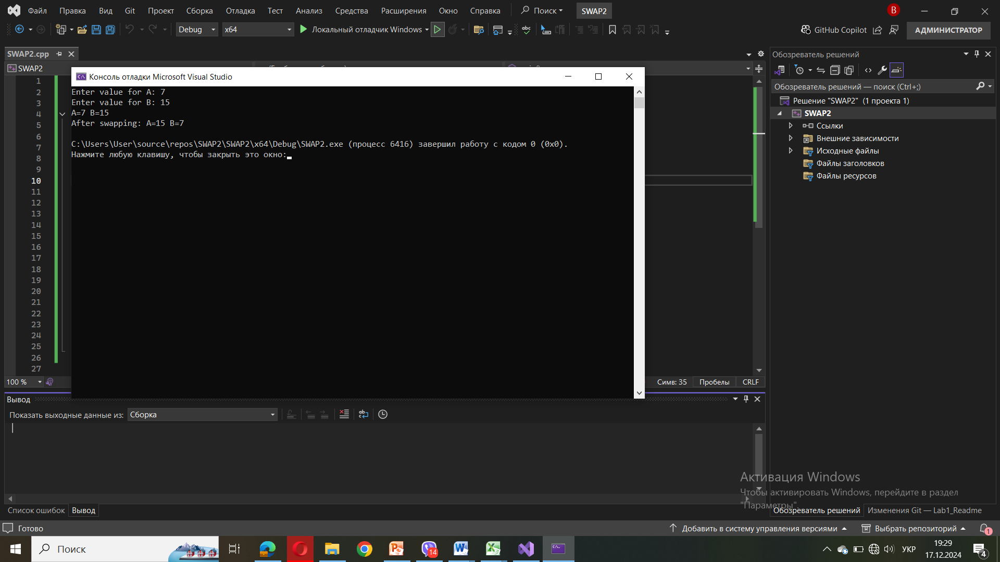 Файл Правка Вид Git Проект Сборка Отладка Тест Анализ Средства Расширения Окно Справка Поиск SWAP2 B
Debug x64 Локальный отладчик Windows abc GitHub Copilot АДМИНИСТРАТОР
SWAP2.cpp
SWAP2
Консоль отладки Microsoft Visual Studio
Enter value for A: 7
Enter value for B: 15
A=7 B=15
After swapping: A=15 B=7
C:\Users\User\source\repos\SWAP2\SWAP2\x64\Debug\SWAP2.exe (процесс 6416) завершил работу с кодом 0 (0x0).
Нажмите любую клавишу, чтобы закрыть это окно:
1
2
3
4
5
6
7
8
9
10
11
12
13
14
15
16
17
18
19
20
21
22
23
24
25
26
27
100 % Симв: 35 Пробелы CRLF
Вывод
Показать выходные данные из: Сборка
Список ошибок Вывод
Обозреватель решений
Обозреватель решений — поиск (Ctrl+;)
Решение "SWAP2" (1 проекта 1)
SWAP2
Ссылки
Внешние зависимости
Исходные файлы
Файлы заголовков
Файлы ресурсов
Активация Windows
Чтобы активировать Windows, перейдите в раздел
"Параметры".
Обозреватель решений Изменения Git — Lab1_Readme
Готово Добавить в систему управления версиями Выбрать репозиторий 1
Поиск 14 УКР 19:29
17.12.2024 4